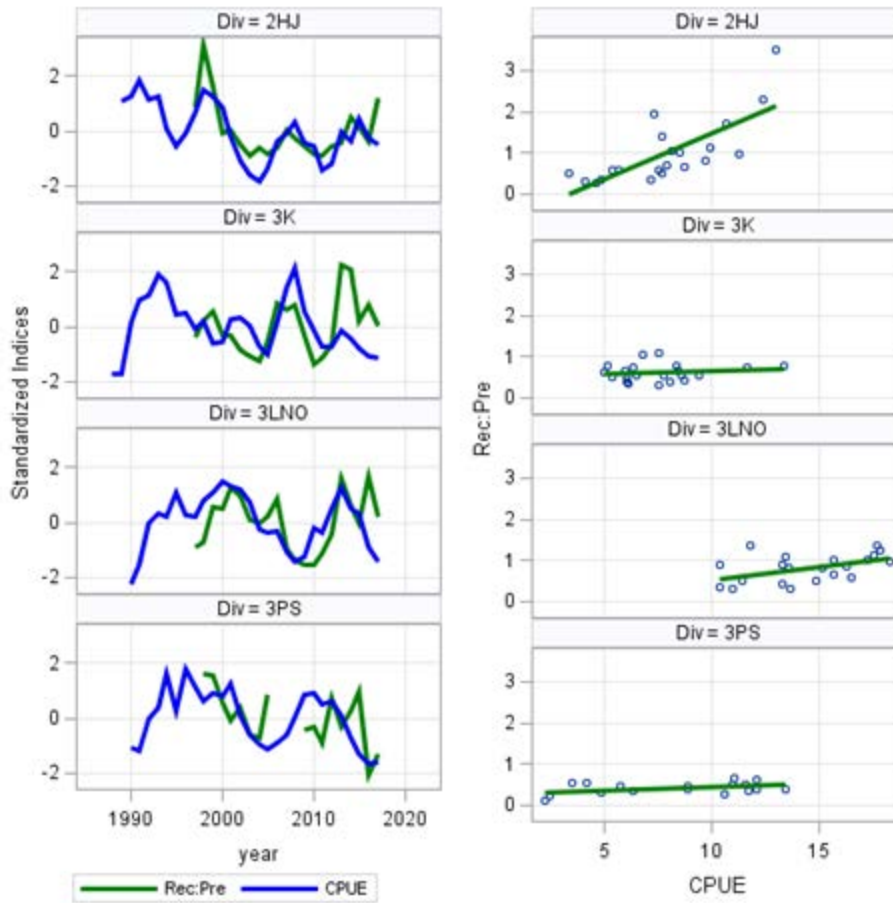 Div = 2HJ
2
0
-2
Div = 3K
2
0
-2
Div = 3LNO
2
0
-2
Div = 3PS
2
0
-2
Standardized Indices
1990 2000 2010 2020
year
Rec:Pre CPUE
Div = 2HJ
3
2
1
0
Div = 3K
3
2
1
0
Div = 3LNO
3
2
1
0
Div = 3PS
3
2
1
0
Rec:Pre
5 10 15
CPUE